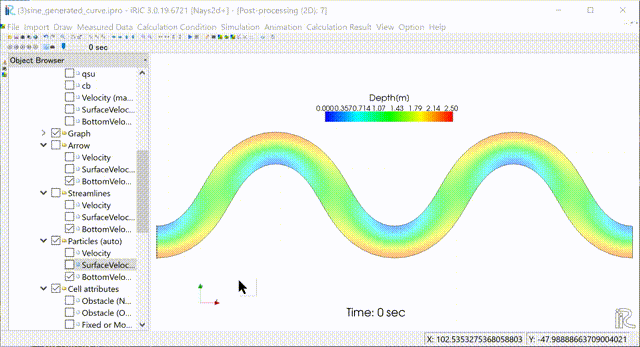 (3)sine_generated_curve.ipro - iRIC 3.0.19.6721 [Nays2d+] - [Post-processing (2D), 7]
File Import Draw Measured Data Calculation Condition Simulation Animation Calculation Result View Option Help
0 sec
Object Browser
qsu
cb
Velocity (ma...
SurfaceVeloc...
BottomVelo...
Graph
Arrow
Velocity
SurfaceVeloc...
BottomVelo...
Streamlines
Velocity
SurfaceVeloc...
BottomVelo...
Particles (auto)
Velocity
SurfaceVeloc...
BottomVelo...
Cell attributes
Obstacle (N...
Obstacle (O...
Fixed or Mo...
Depth(m)
0.000 0.357 0.714 1.07 1.43 1.79 2.14 2.50
Time: 0 sec
iRiC
X: 102.5353275368058803 Y: -47.98888663709004021